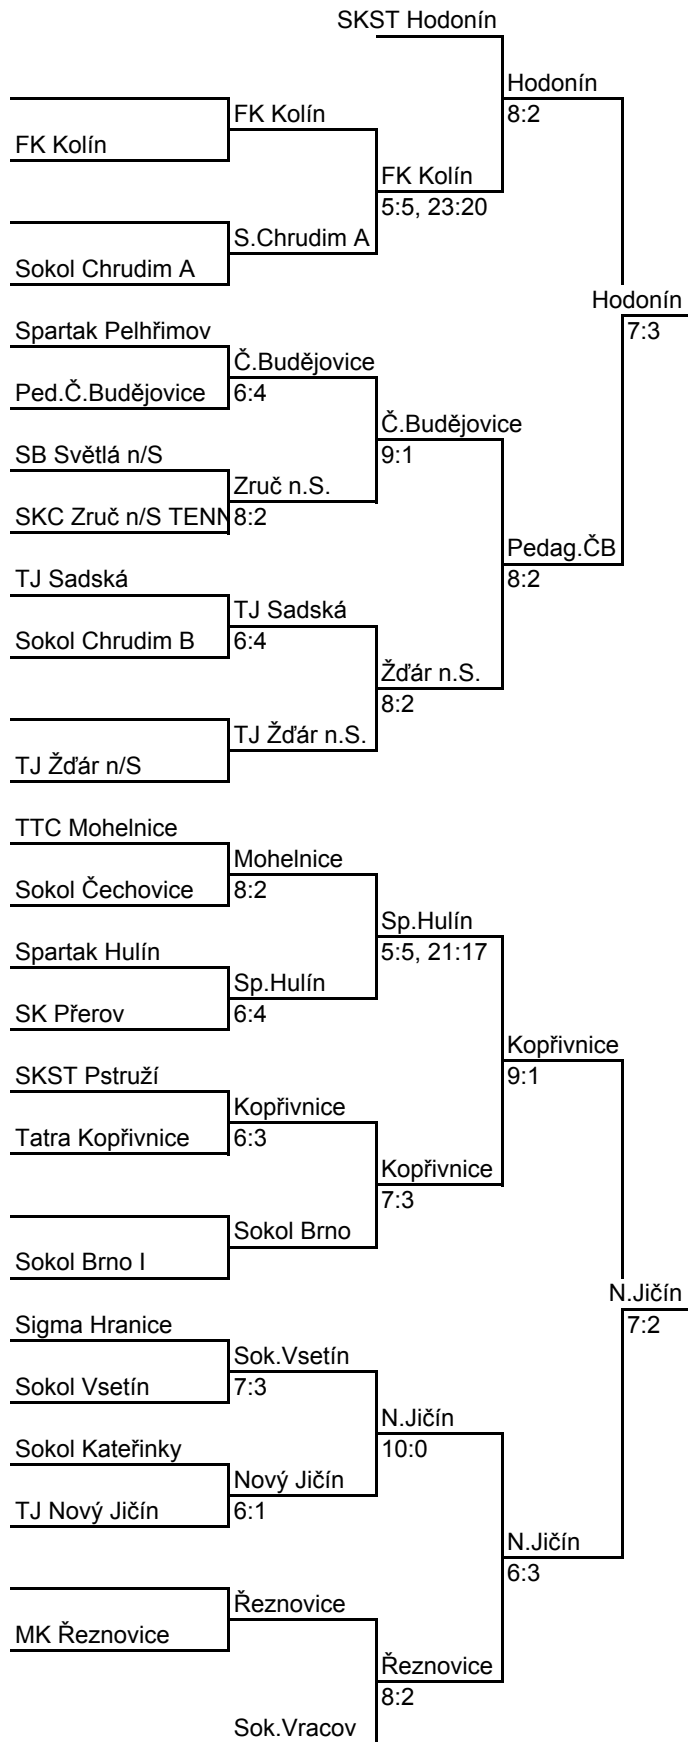 SKST Hodonín
Hodonín
8:2
FK Kolín
FK Kolín
FK Kolín
5:5, 23:20
S.Chrudim A
Sokol Chrudim A
Hodonín
7:3
Spartak Pelhřimov
Č.Budějovice
Ped.Č.Budějovice
6:4
Č.Budějovice
9:1
SB Světlá n/S
Zruč n.S.
SKC Zruč n/S TENN
8:2
Pedag.ČB
8:2
TJ Sadská
TJ Sadská
Sokol Chrudim B
6:4
Žďár n.S.
8:2
TJ Žďár n.S.
TJ Žďár n/S
TTC Mohelnice
Mohelnice
Sokol Čechovice
8:2
Sp.Hulín
5:5, 21:17
Spartak Hulín
Sp.Hulín
SK Přerov
6:4
Kopřivnice
9:1
SKST Pstruží
Kopřivnice
Tatra Kopřivnice
6:3
Kopřivnice
7:3
Sokol Brno
Sokol Brno I
N.Jičín
7:2
Sigma Hranice
Sok.Vsetín
Sokol Vsetín
7:3
N.Jičín
10:0
Sokol Kateřinky
Nový Jičín
TJ Nový Jičín
6:1
N.Jičín
6:3
Řeznovice
MK Řeznovice
Řeznovice
8:2
Sok.Vracov